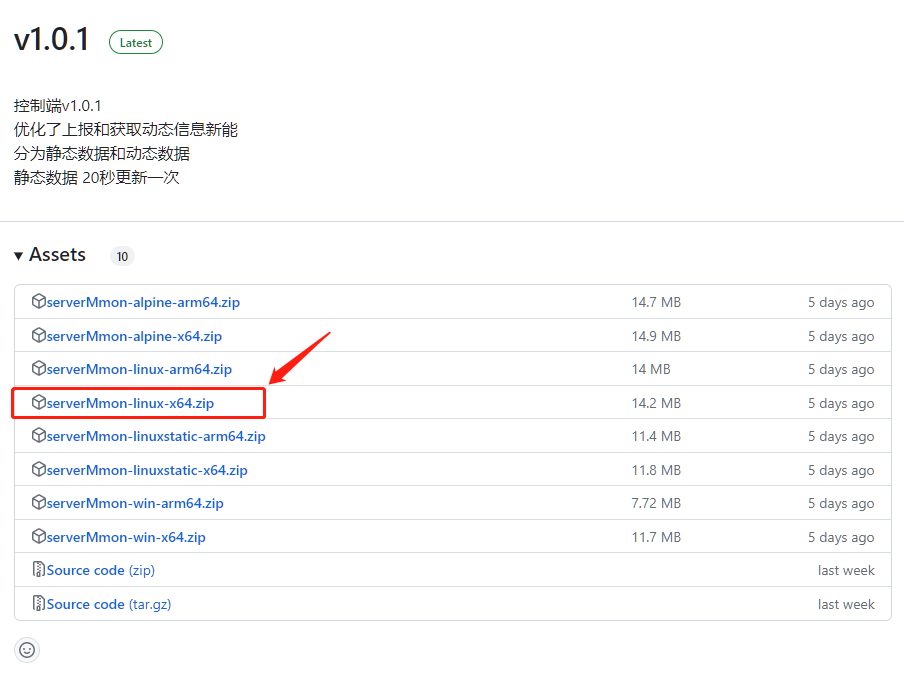 v1.0.1 Latest
控制端v1.0.1
优化了上报和获取动态信息新能
分为静态数据和动态数据
静态数据 20秒更新一次
Assets 10
serverMmon-alpine-arm64.zip 14.7 MB 5 days ago
serverMmon-alpine-x64.zip 14.9 MB 5 days ago
serverMmon-linux-arm64.zip 14 MB 5 days ago
serverMmon-linux-x64.zip 14.2 MB 5 days ago
serverMmon-linuxstatic-arm64.zip 11.4 MB 5 days ago
serverMmon-linuxstatic-x64.zip 11.8 MB 5 days ago
serverMmon-win-arm64.zip 7.72 MB 5 days ago
serverMmon-win-x64.zip 11.7 MB 5 days ago
Source code (zip) last week
Source code (tar.gz) last week